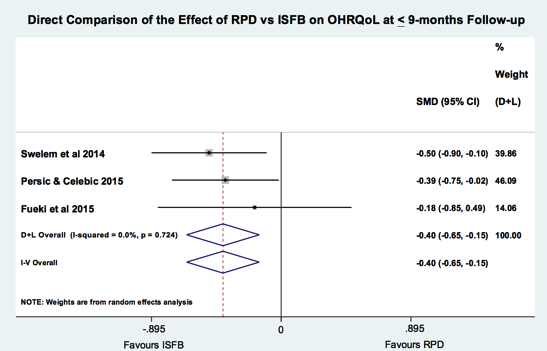 Direct Comparison of the Effect of RPD vs ISFB on OHRQoL at < 9-months Follow-up
%
Weight
SMD (95% CI) (D+L)
Swelem et al 2014 -0.50 (-0.90, -0.10) 39.86
Persic & Celebic 2015 -0.39 (-0.75, -0.02) 46.09
Fueki et al 2015 -0.18 (-0.85, 0.49) 14.06
D+L Overall (I-squared = 0.0%, p = 0.724) -0.40 (-0.65, -0.15) 100.00
I-V Overall -0.40 (-0.65, -0.15)
NOTE: Weights are from random effects analysis
-.895 0 .895
Favours ISFB Favours RPD